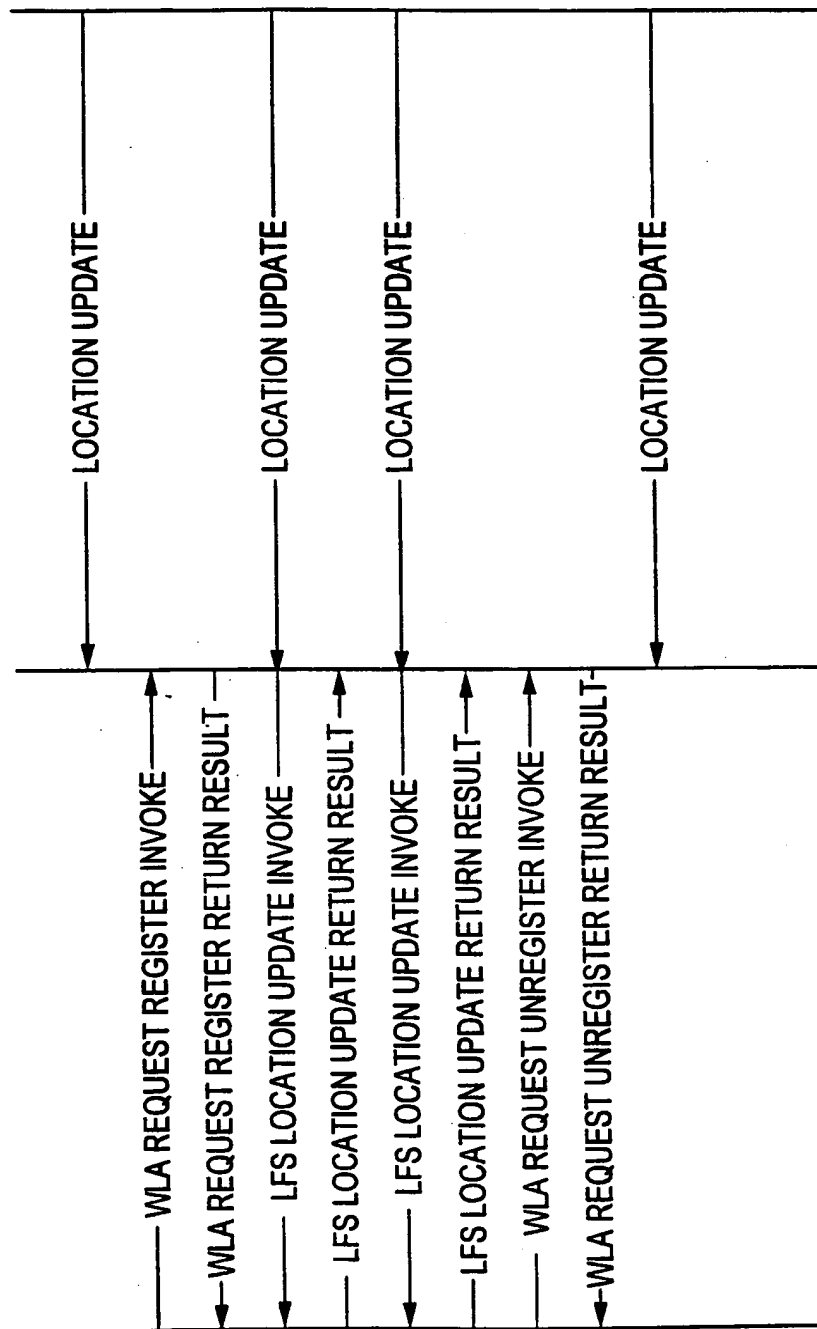 LOCATION UPDATE
WLA REQUEST REGISTER INVOKE
WLA REQUEST REGISTER RETURN RESULT
LOCATION UPDATE
LFS LOCATION UPDATE INVOKE
LFS LOCATION UPDATE RETURN RESULT
LOCATION UPDATE
LFS LOCATION UPDATE INVOKE
LFS LOCATION UPDATE RETURN RESULT
WLA REQUEST UNREGISTER INVOKE
WLA REQUEST UNREGISTER RETURN RESULT
LOCATION UPDATE